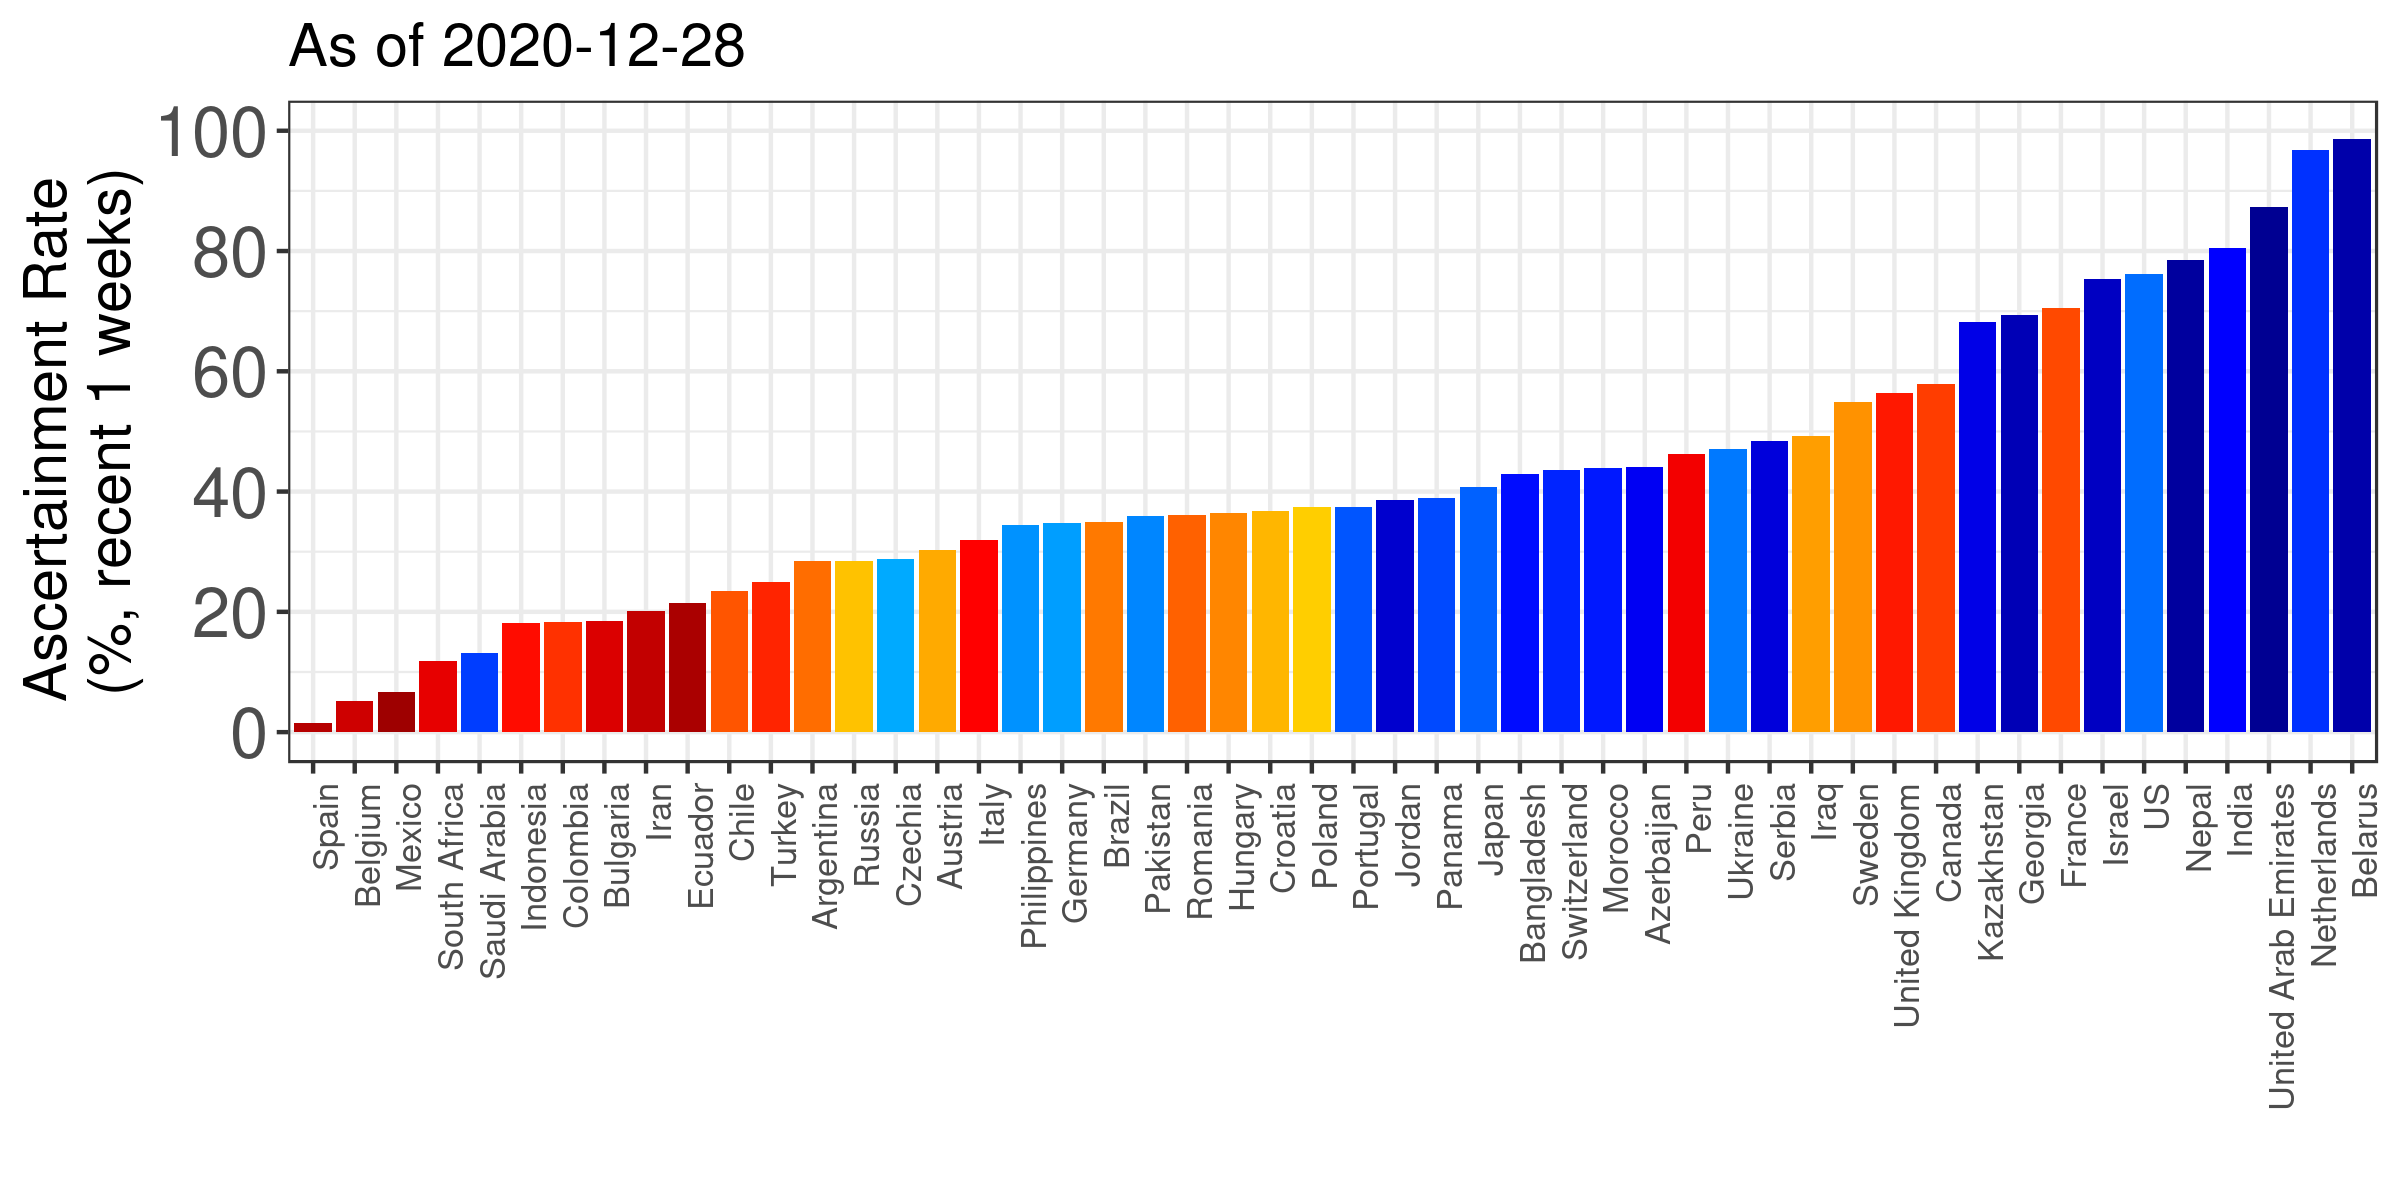 As of 2020-12-28
Ascertainment Rate
(%, recent 1 weeks)
100
80
60
40
20
0
Spain
Belgium
Mexico
South Africa
Saudi Arabia
Indonesia
Colombia
Bulgaria
Iran
Ecuador
Chile
Turkey
Argentina
Russia
Czechia
Austria
Italy
Philippines
Germany
Brazil
Pakistan
Romania
Hungary
Croatia
Poland
Portugal
Jordan
Panama
Japan
Bangladesh
Switzerland
Morocco
Azerbaijan
Peru
Ukraine
Serbia
Iraq
Sweden
United Kingdom
Canada
Kazakhstan
Georgia
France
Israel
US
Nepal
India
United Arab Emirates
Netherlands
Belarus